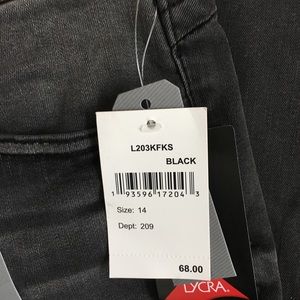 L203KFKS
BLACK
1 93596 17204 3
Size: 14
Dept: 209
68.00
LYCRA.